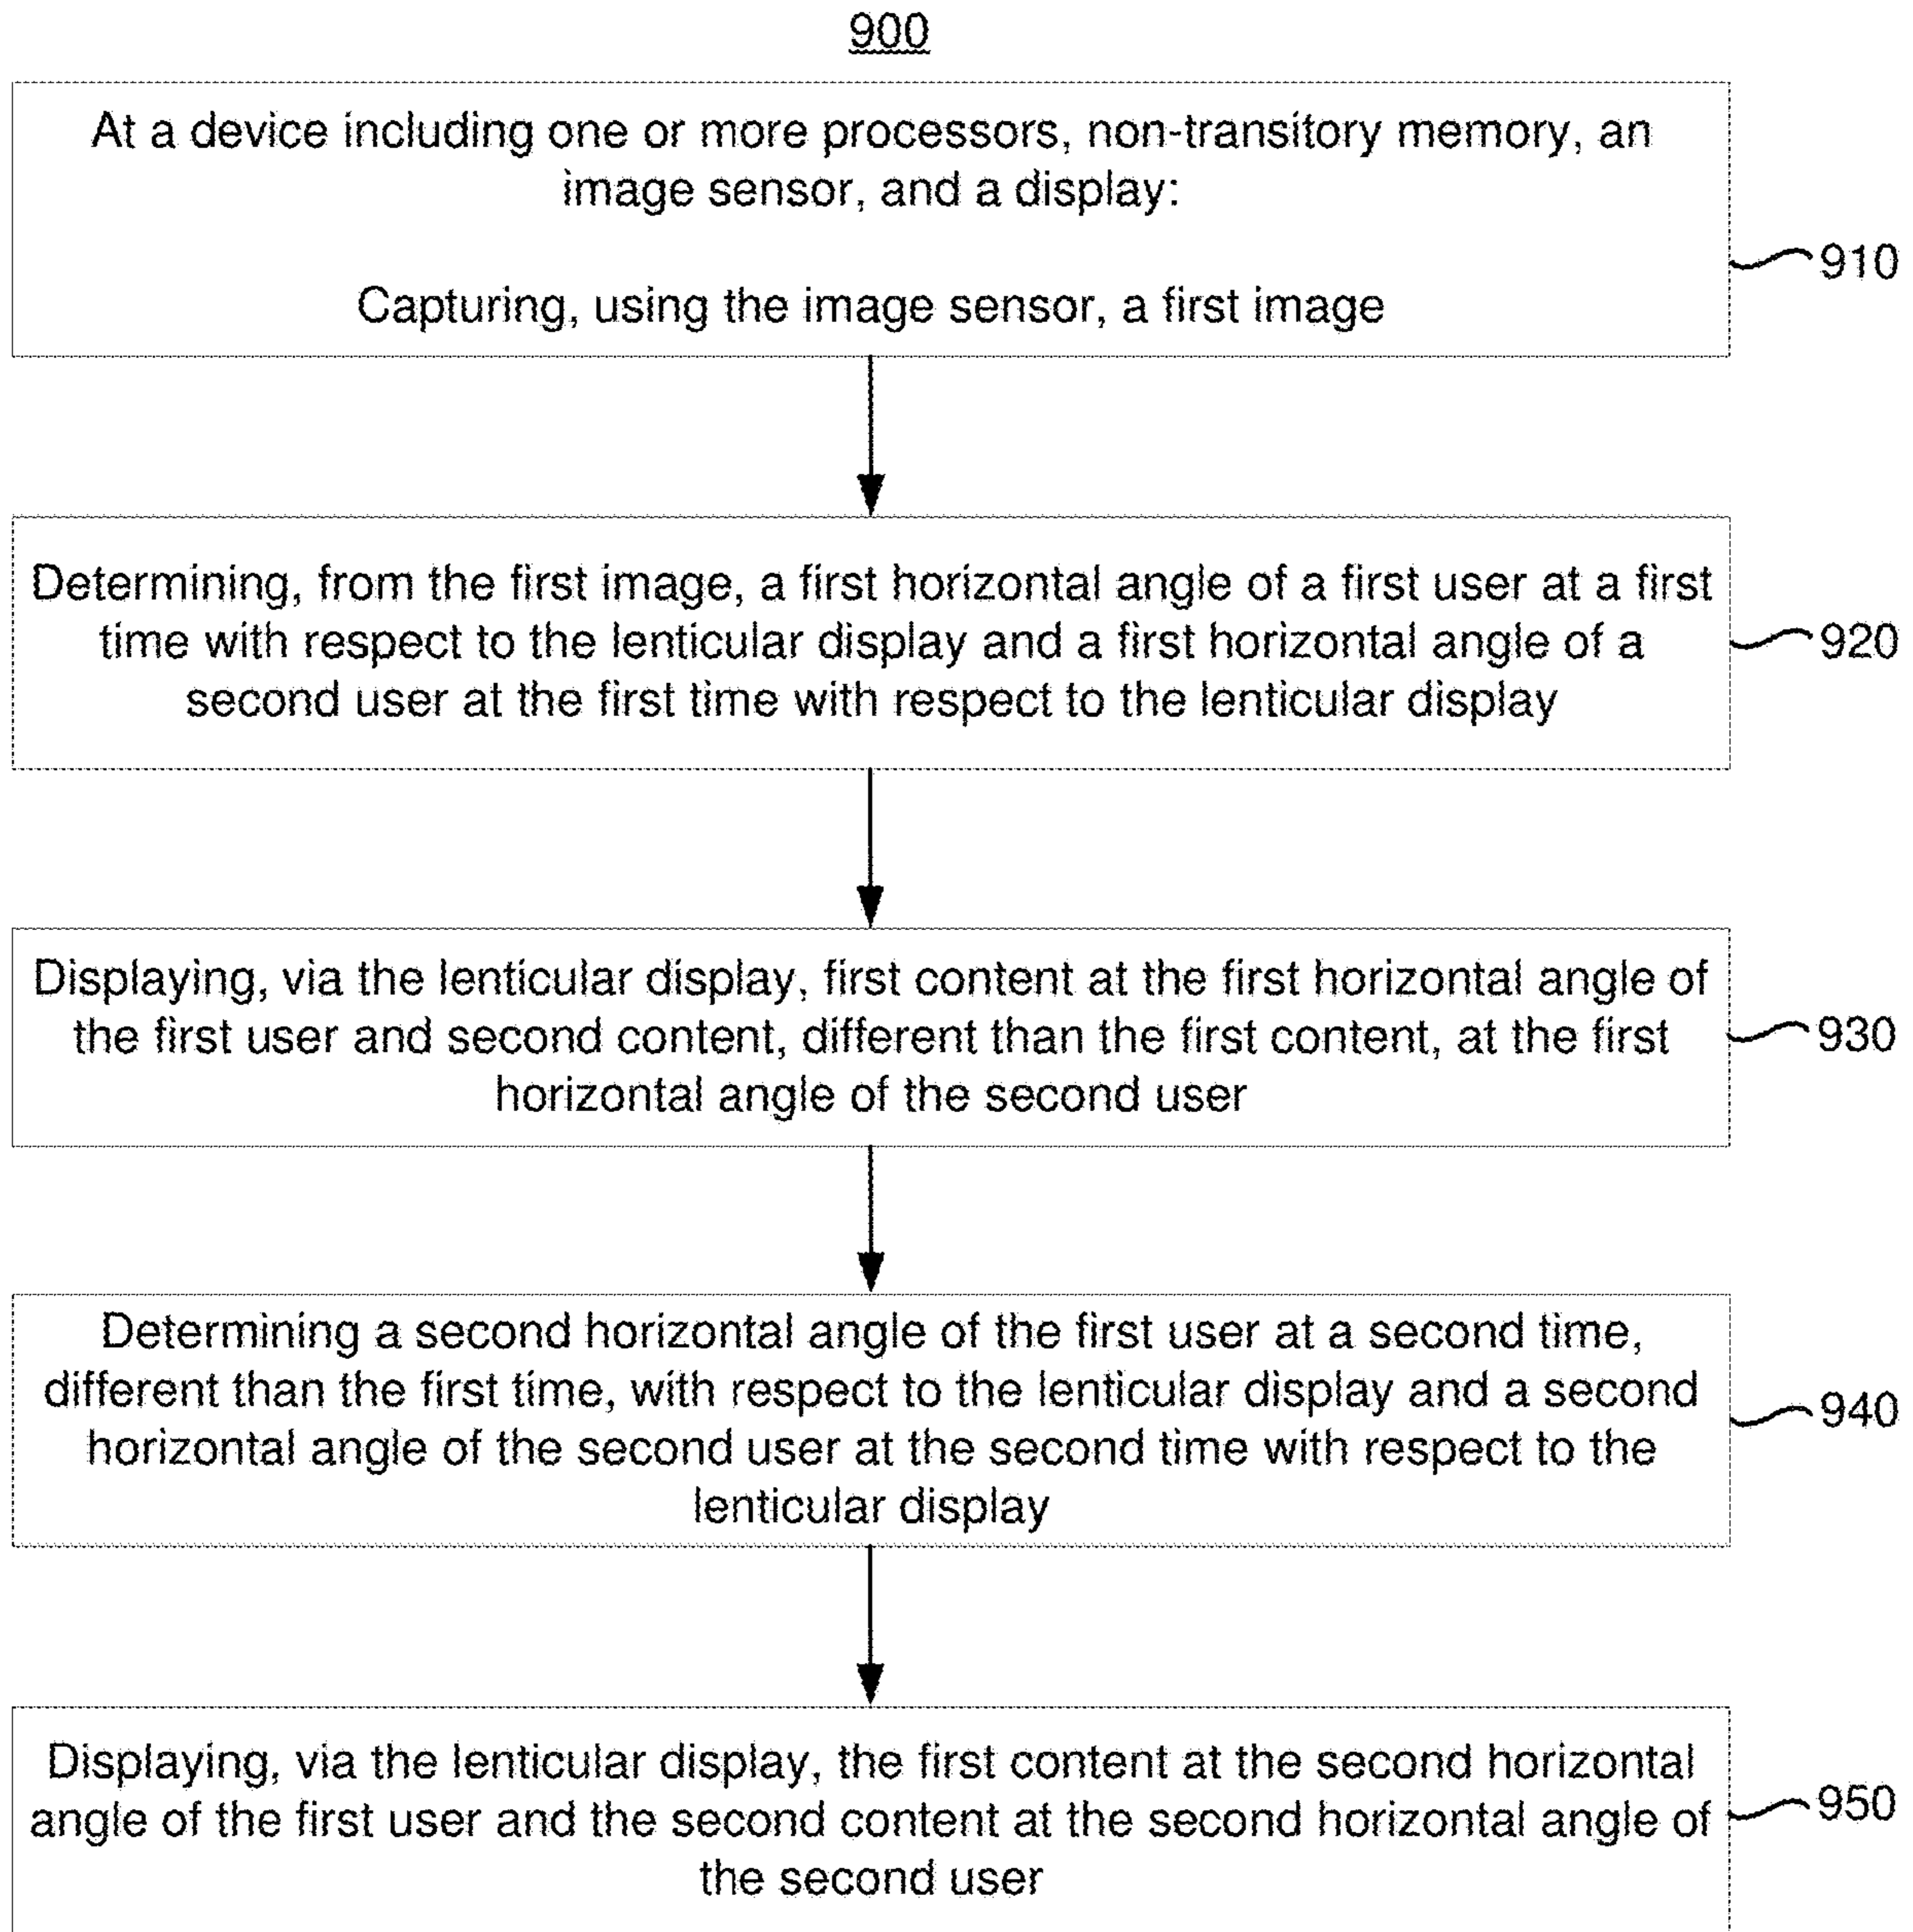 900
At a device including one or more processors, non-transitory memory, an
image sensor, and a display:
Capturing, using the image sensor, a first image
910
Determining, from the first image, a first horizontal angle of a first user at a first
time with respect to the lenticular display and a first horizontal angle of a
second user at the first time with respect to the lenticular display
920
Displaying, via the lenticular display, first content at the first horizontal angle of
the first user and second content, different than the first content, at the first
horizontal angle of the second user
930
Determining a second horizontal angle of the first user at a second time,
different than the first time, with respect to the lenticular display and a second
horizontal angle of the second user at the second time with respect to the
lenticular display
940
Displaying, via the lenticular display, the first content at the second horizontal
angle of the first user and the second content at the second horizontal angle of
the second user
950